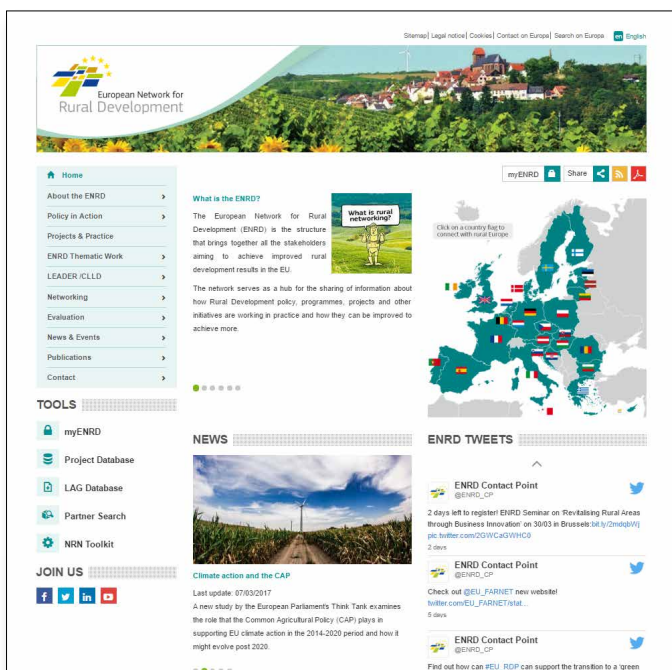 Sitemap| Legal notice| Cookies| Contact on Europa| Search on Europa en English
European Network for
Rural Development
Home
About the ENRD
Policy in Action
Projects & Practice
ENRD Thematic Work
LEADER /CLLD
Networking
Evaluation
News & Events
Publications
Contact
TOOLS
myENRD
Project Database
LAG Database
Partner Search
NRN Toolkit
JOIN US
What is the ENRD?
The European Network for Rural
Development (ENRD) is the structure
that brings together all the stakeholders
aiming to achieve improved rural
development results in the EU.
What is rural
networking?
The network serves as a hub for the sharing of information about
how Rural Development policy, programmes, projects and other
initiatives are working in practice and how they can be improved to
achieve more.
NEWS
Climate action and the CAP
Last update: 07/03/2017
A new study by the European Parliament's Think Tank examines
the role that the Common Agricultural Policy (CAP) plays in
supporting EU climate action in the 2014-2020 period and how it
might evolve post 2020.
myENRD Share
Click on a country flag to
connect with rural Europe
ENRD TWEETS
ENRD Contact Point
@ENRD_CP
2 days left to register! ENRD Seminar on 'Revitalising Rural Areas
through Business Innovation' on 30/03 in Brussels:bit.ly/2mdqbWj
pic.twitter.com/2GWCaGWHC0
2 days
ENRD Contact Point
@ENRD_CP
Check out @EU_FARNET new website!
twitter.com/EU_FARNET/stat...
5 days
ENRD Contact Point
@ENRD_CP
Find out how can #EU_RDP can support the transition to a 'green